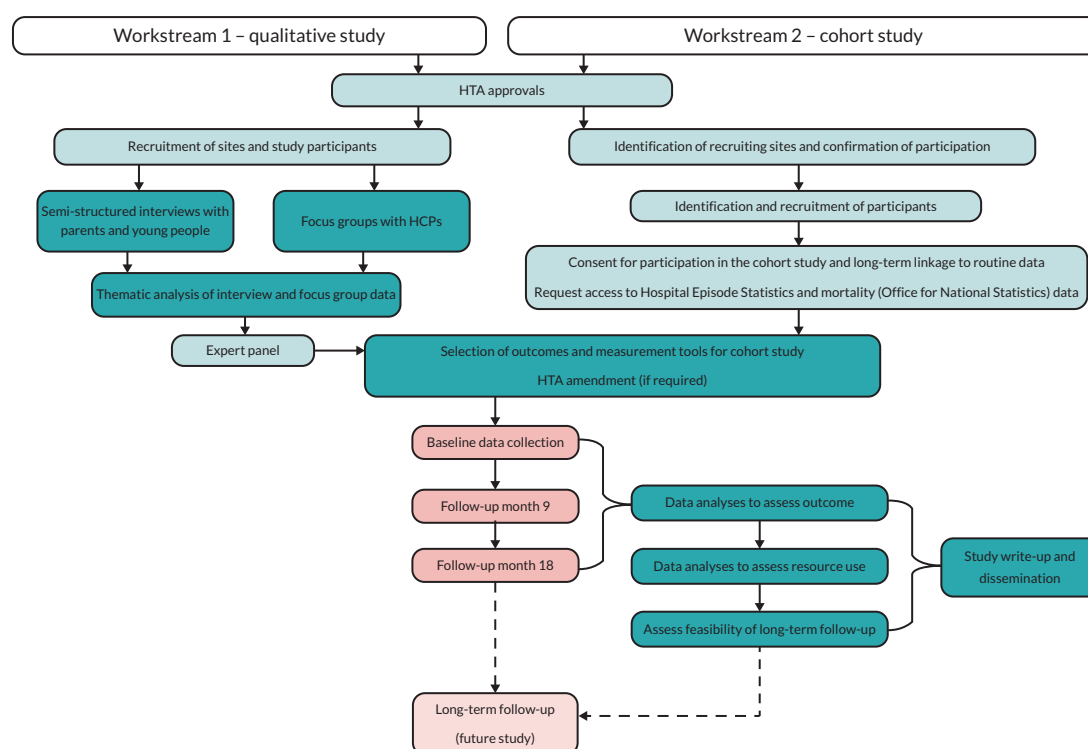 Workstream 1 – qualitative study
Workstream 2 – cohort study
HTA approvals
Recruitment of sites and study participants
Identification of recruiting sites and confirmation of participation
Semi-structured interviews with
parents and young people
Focus groups with HCPs
Identification and recruitment of participants
Consent for participation in the cohort study and long-term linkage to routine data
Request access to Hospital Episode Statistics and mortality (Office for National Statistics) data
Thematic analysis of interview and focus group data
Expert panel
Selection of outcomes and measurement tools for cohort study
HTA amendment (if required)
Baseline data collection
Follow-up month 9
Follow-up month 18
Data analyses to assess outcome
Data analyses to assess resource use
Assess feasibility of long-term follow-up
Study write-up and
dissemination
Long-term follow-up
(future study)